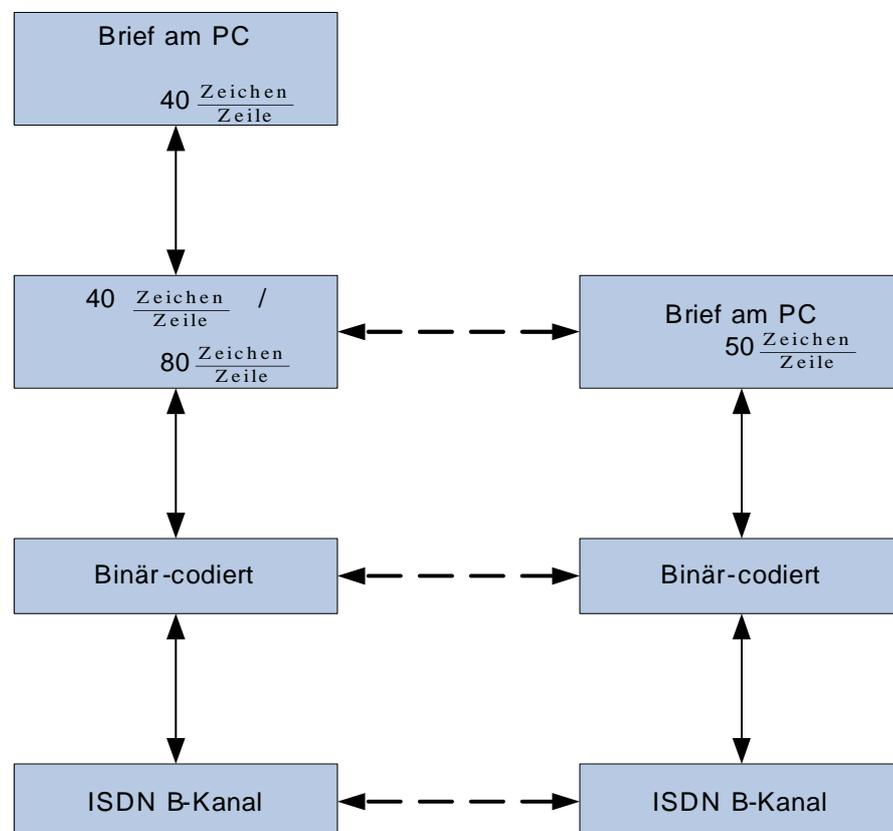 Brief am PC
40 Zeichen/Zeile
40 Zeichen/Zeile /
80 Zeichen/Zeile
Brief am PC
50 Zeichen/Zeile
Binär-codiert
Binär-codiert
ISDN B-Kanal
ISDN B-Kanal